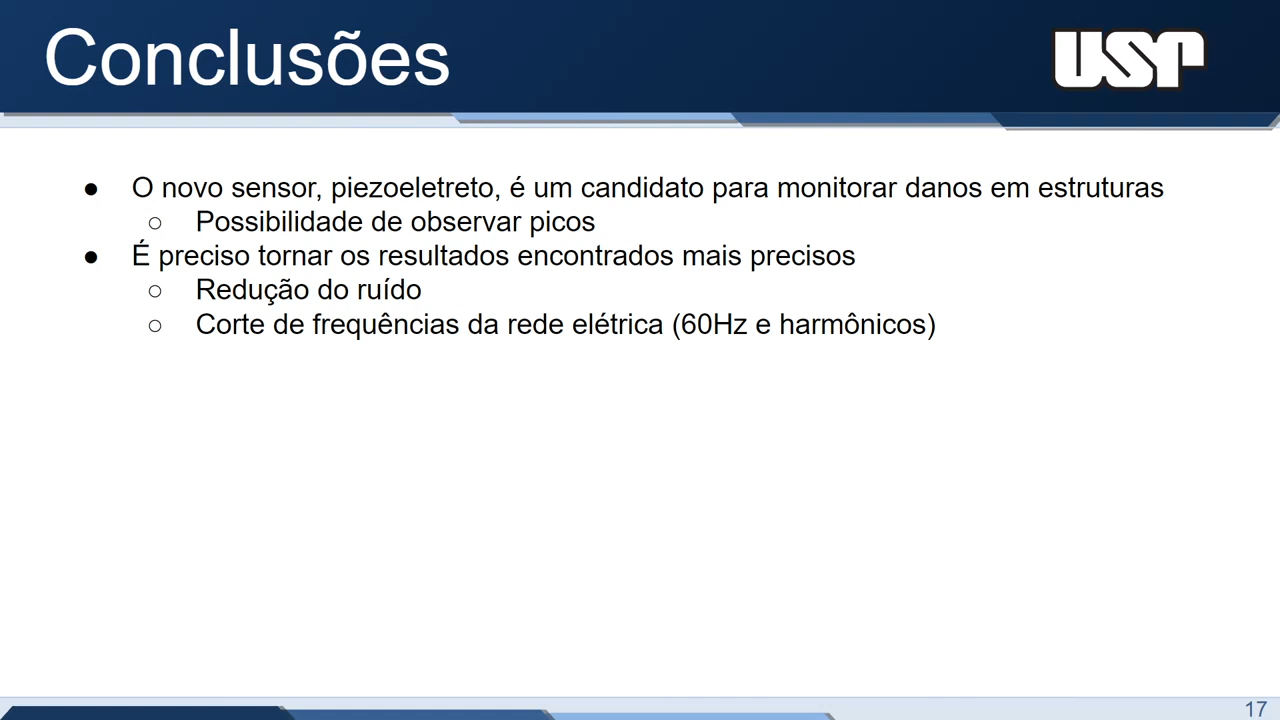 Conclusões
USP
● O novo sensor, piezoeletreto, é um candidato para monitorar danos em estruturas
○ Possibilidade de observar picos
● É preciso tornar os resultados encontrados mais precisos
○ Redução do ruído
○ Corte de frequências da rede elétrica (60Hz e harmônicos)
17